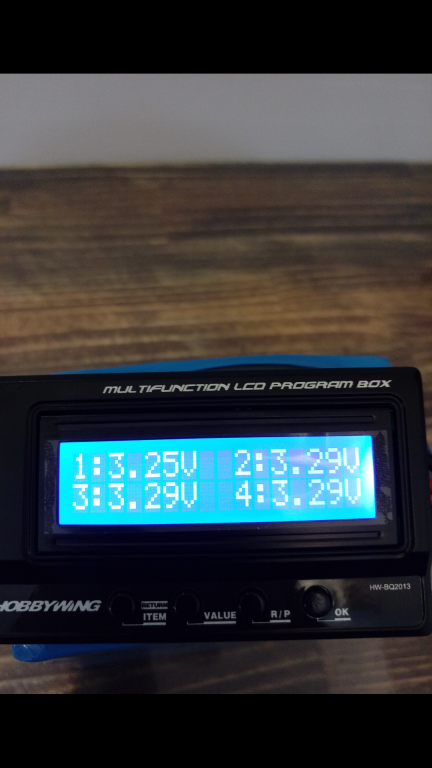 MULTIFUNCTION LCD PROGRAM BOX
1:3.25V 2:3.29V
3:3.29V 4:3.29V
HW-BQ2013
HOBBYWING
RETURN
ITEM VALUE R/P OK